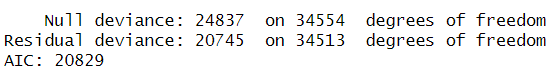 Null deviance: 24837 on 34554 degrees of freedom
Residual deviance: 20745 on 34513 degrees of freedom
AIC: 20829